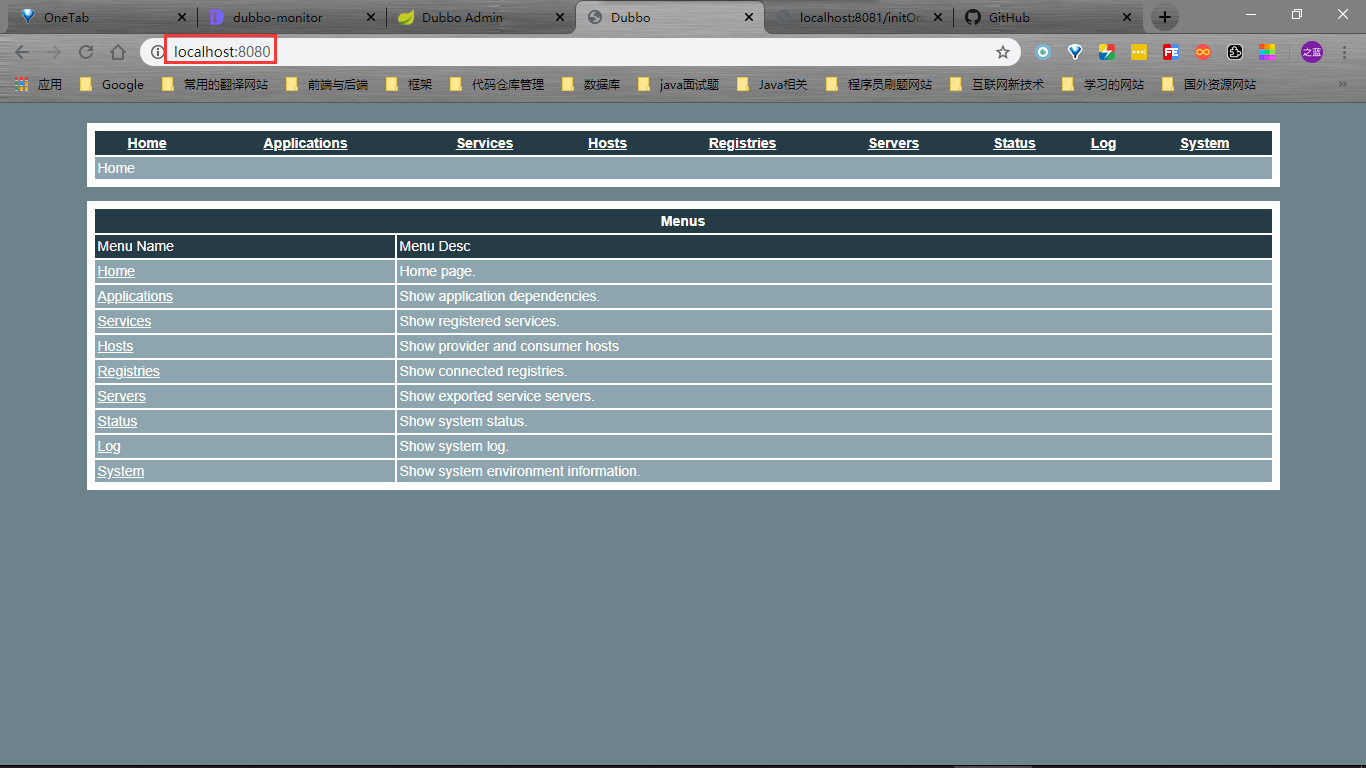 OneTab dubbo-monitor Dubbo Admin Dubbo localhost:8081/initOr GitHub
localhost:8080 之蓝
应用 Google 常用的翻译网站 前端与后端 框架 代码仓库管理 数据库 java面试题 Java相关 程序员刷题网站 互联网新技术 学习的网站 国外资源网站
Home Applications Services Hosts Registries Servers Status Log System
Home
Menus
Menu Name Menu Desc
Home Home page.
Applications Show application dependencies.
Services Show registered services.
Hosts Show provider and consumer hosts
Registries Show connected registries.
Servers Show exported service servers.
Status Show system status.
Log Show system log.
System Show system environment information.